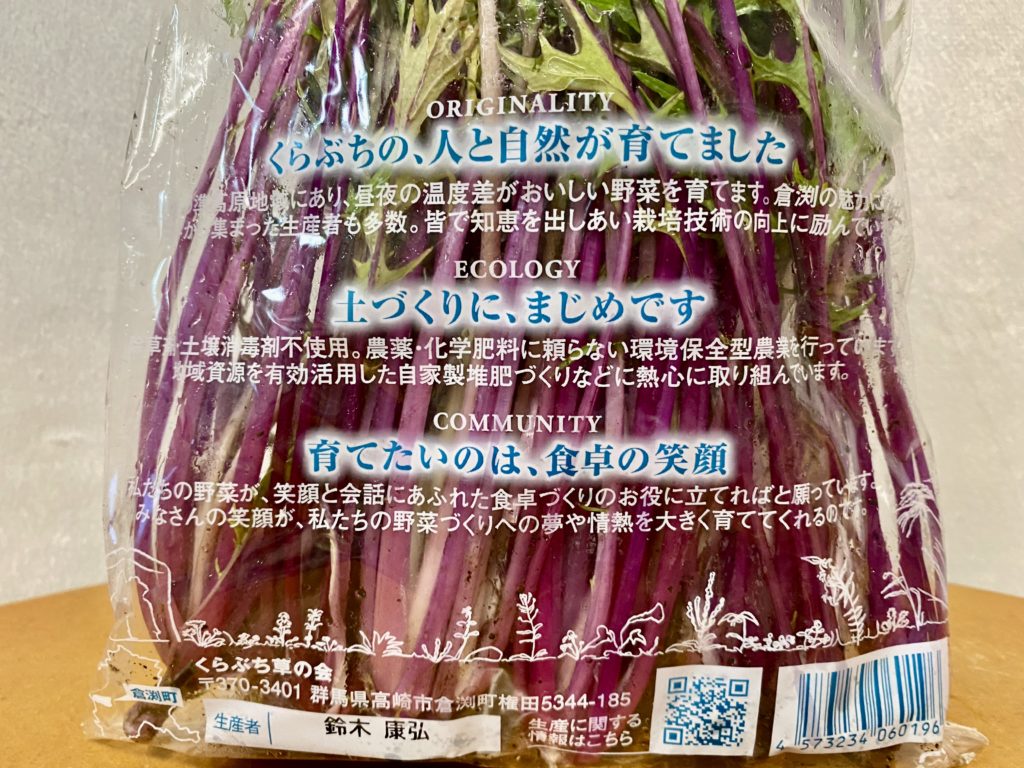 ORIGINALITY
くらぶちの、人と自然が育てました
高原地域にあり、昼夜の温度差がおいしい野菜を育てます。倉渕の魅力に
集まった生産者も多数。皆で知恵を出しあい栽培技術の向上に励んでい
ECOLOGY
土づくりに、まじめです
土壌消毒剤不使用。農薬・化学肥料に頼らない環境保全型農業を行っています
地域資源を有効活用した自家製堆肥づくりなどに熱心に取り組んでいます。
COMMUNITY
育てたいのは、食卓の笑顔
私たちの野菜が、笑顔と会話にあふれた食卓づくりのお役に立てればと願っています。
みなさんの笑顔が、私たちの野菜づくりへの夢や情熱を大きく育ててくれるのです。
くらぶち草の会
〒370-3401 群馬県高崎市倉渕町権田5344-185
倉渕町
生産者 鈴木 康弘
生産に関する
情報はこちら
4 573234 060196